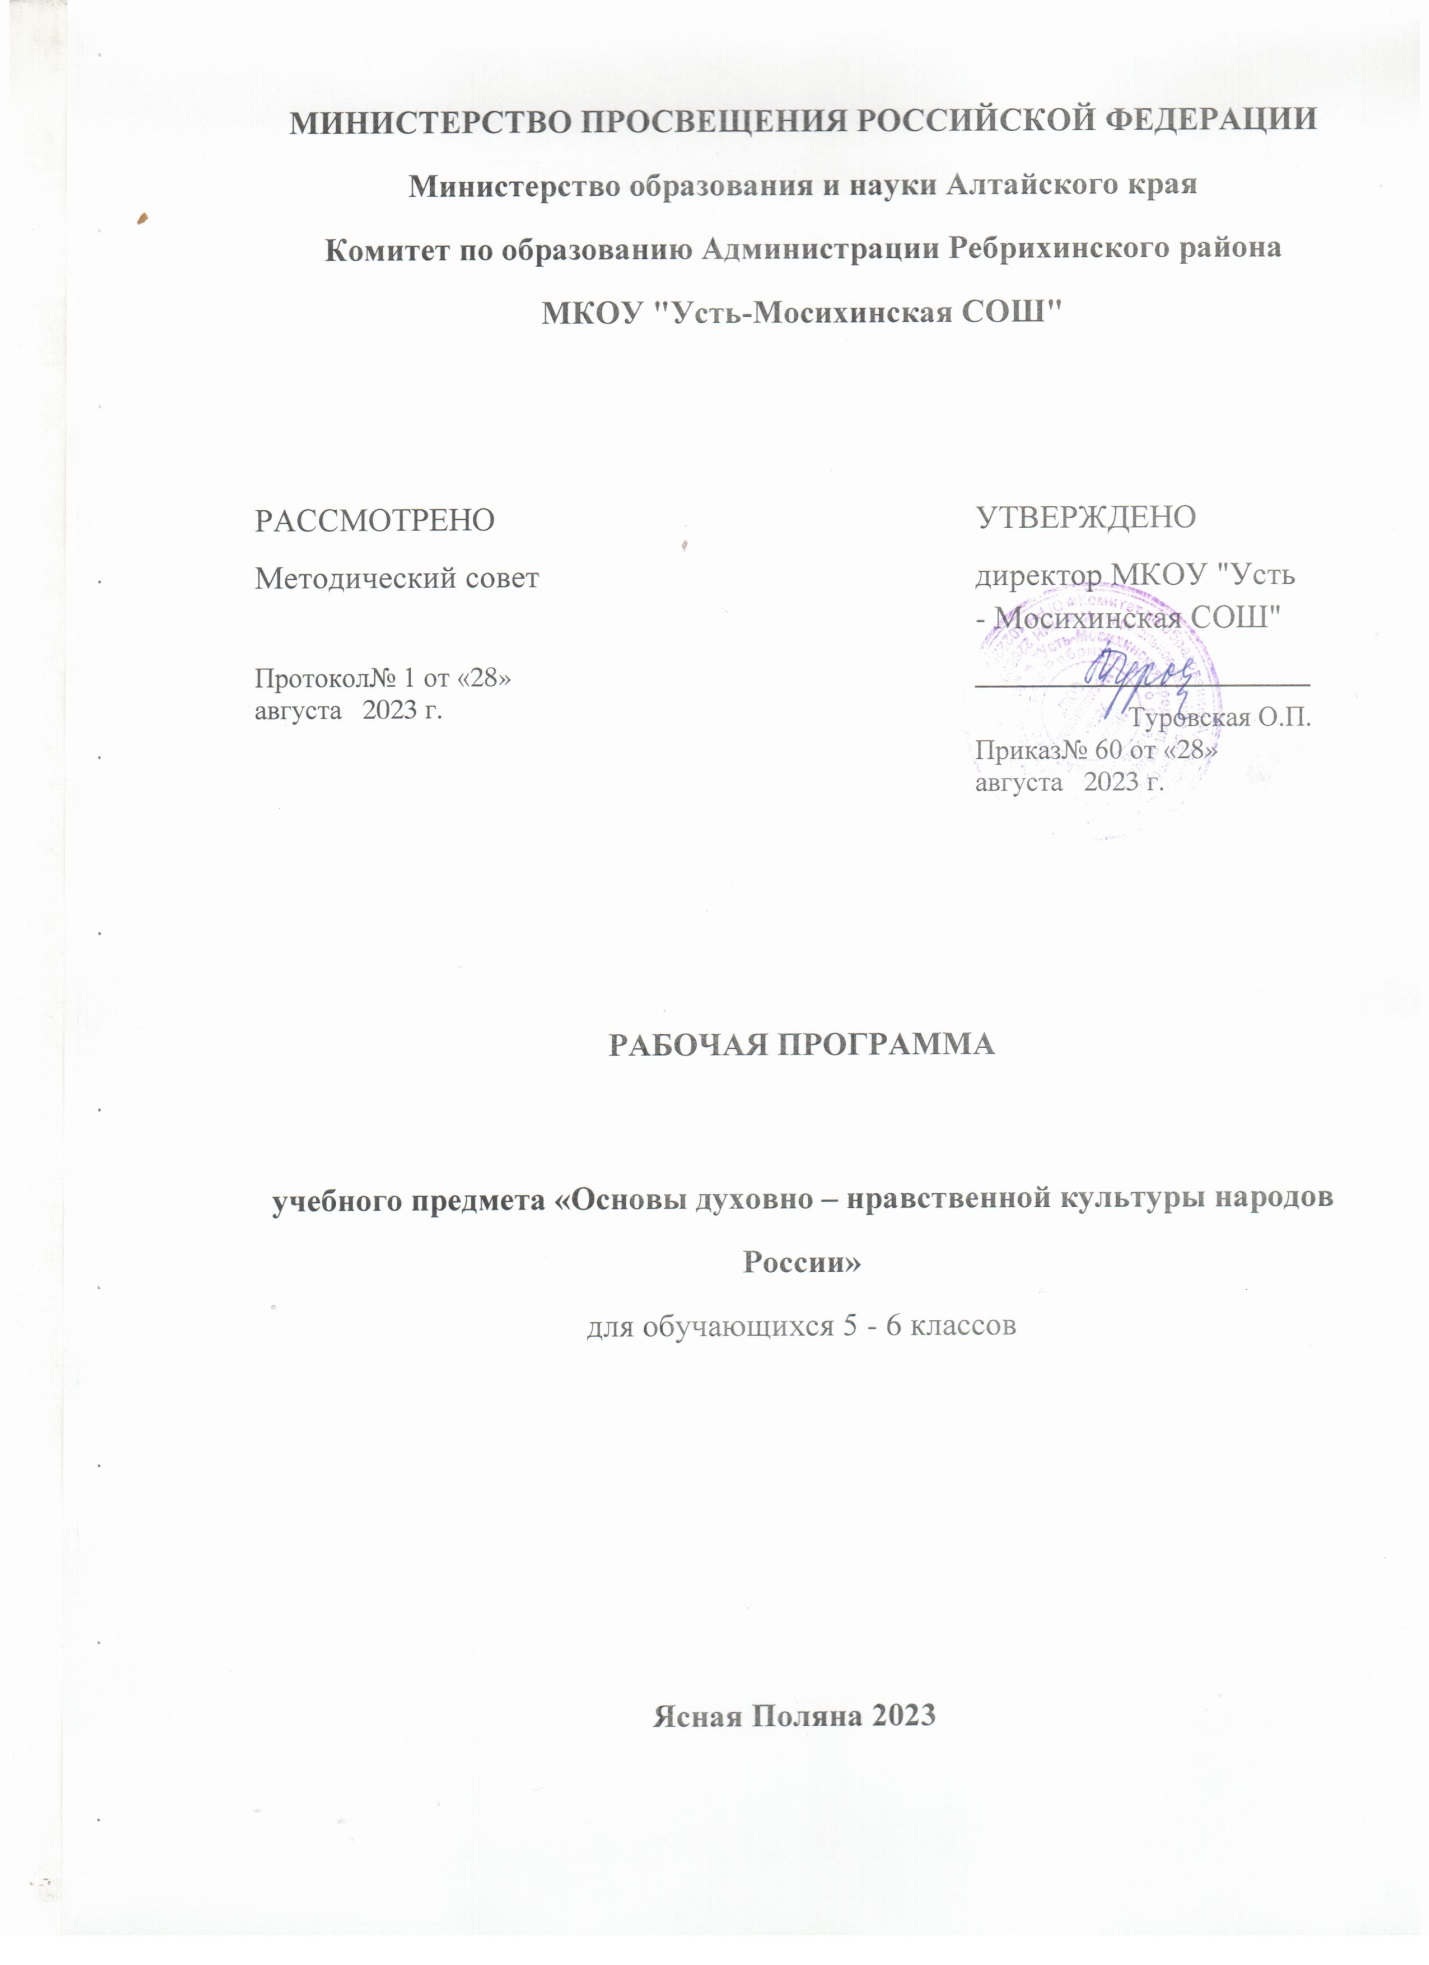 МИНИСТЕРСТВО ПРОСВЕЩЕНИЯ РОССИЙСКОЙ ФЕДЕРАЦИИ
Министерство образования и науки Алтайского края
Комитет по образованию Администрации Ребрихинского района
МКОУ "Усть-Мосихинская СОШ"
РАССМОТРЕНО
Методический совет
Протокол№ 1 от «28»
августа 2023 г.
УТВЕРЖДЕНО
директор МКОУ "Усть
- Мосихинская СОШ"
Туровская О.П.
Приказ№ 60 от «28»
августа 2023 г.
РАБОЧАЯ ПРОГРАММА
учебного предмета «Основы духовно – нравственной культуры народов
России»
для обучающихся 5 - 6 классов
Ясная Поляна 2023